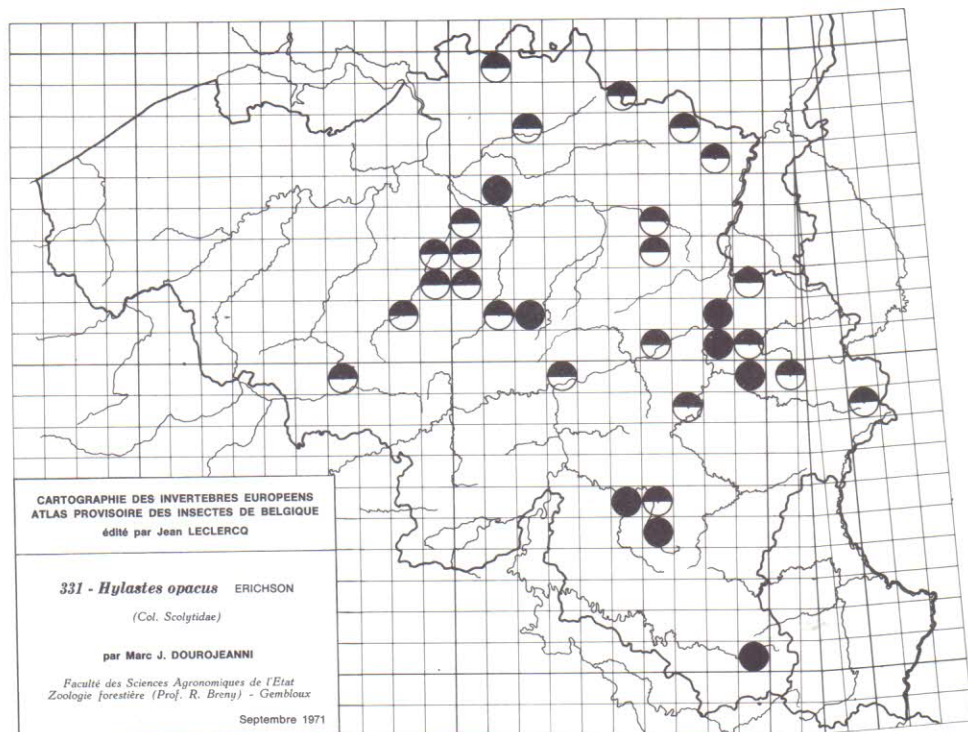 CARTOGRAPHIE DES INVERTEBRES EUROPEENS
ATLAS PROVISOIRE DES INSECTES DE BELGIQUE
édité par Jean LECLERCQ
331 - Hylastes opacus ERICHSON
(Col. Scolytidae)
par Marc J. DOUROJEANNI
Faculté des Sciences Agronomiques de l'Etat
Zoologie forestière (Prof. R. Breny) - Gembloux
Septembre 1971